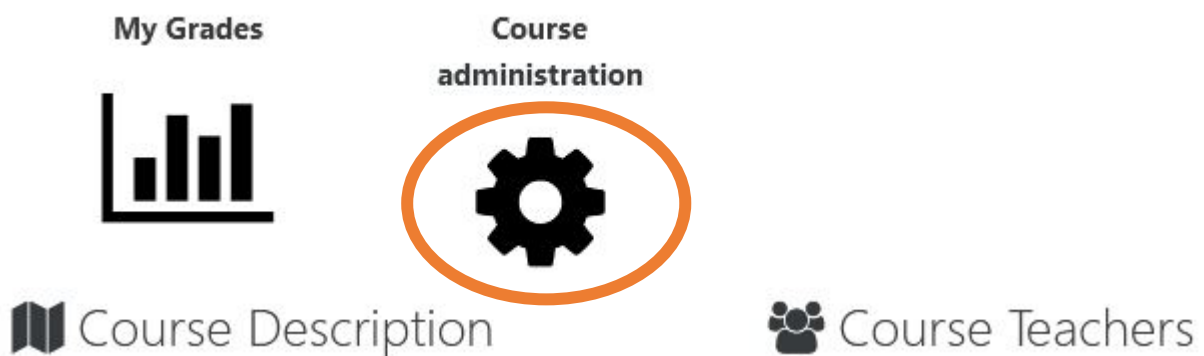 My Grades
Course
administration
Course Description
Course Teachers